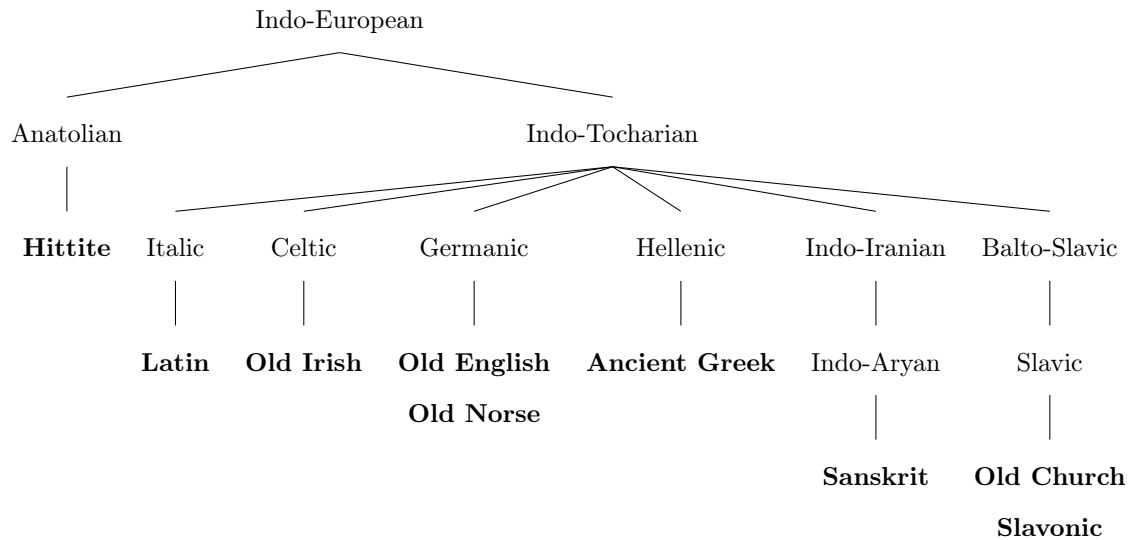 Indo-European
Anatolian Indo-Tocharian
Hittite Italic Celtic Germanic Hellenic Indo-Iranian Balto-Slavic
Latin Old Irish Old English Ancient Greek Indo-Aryan Slavic
Old Norse
Sanskrit Old Church
Slavonic